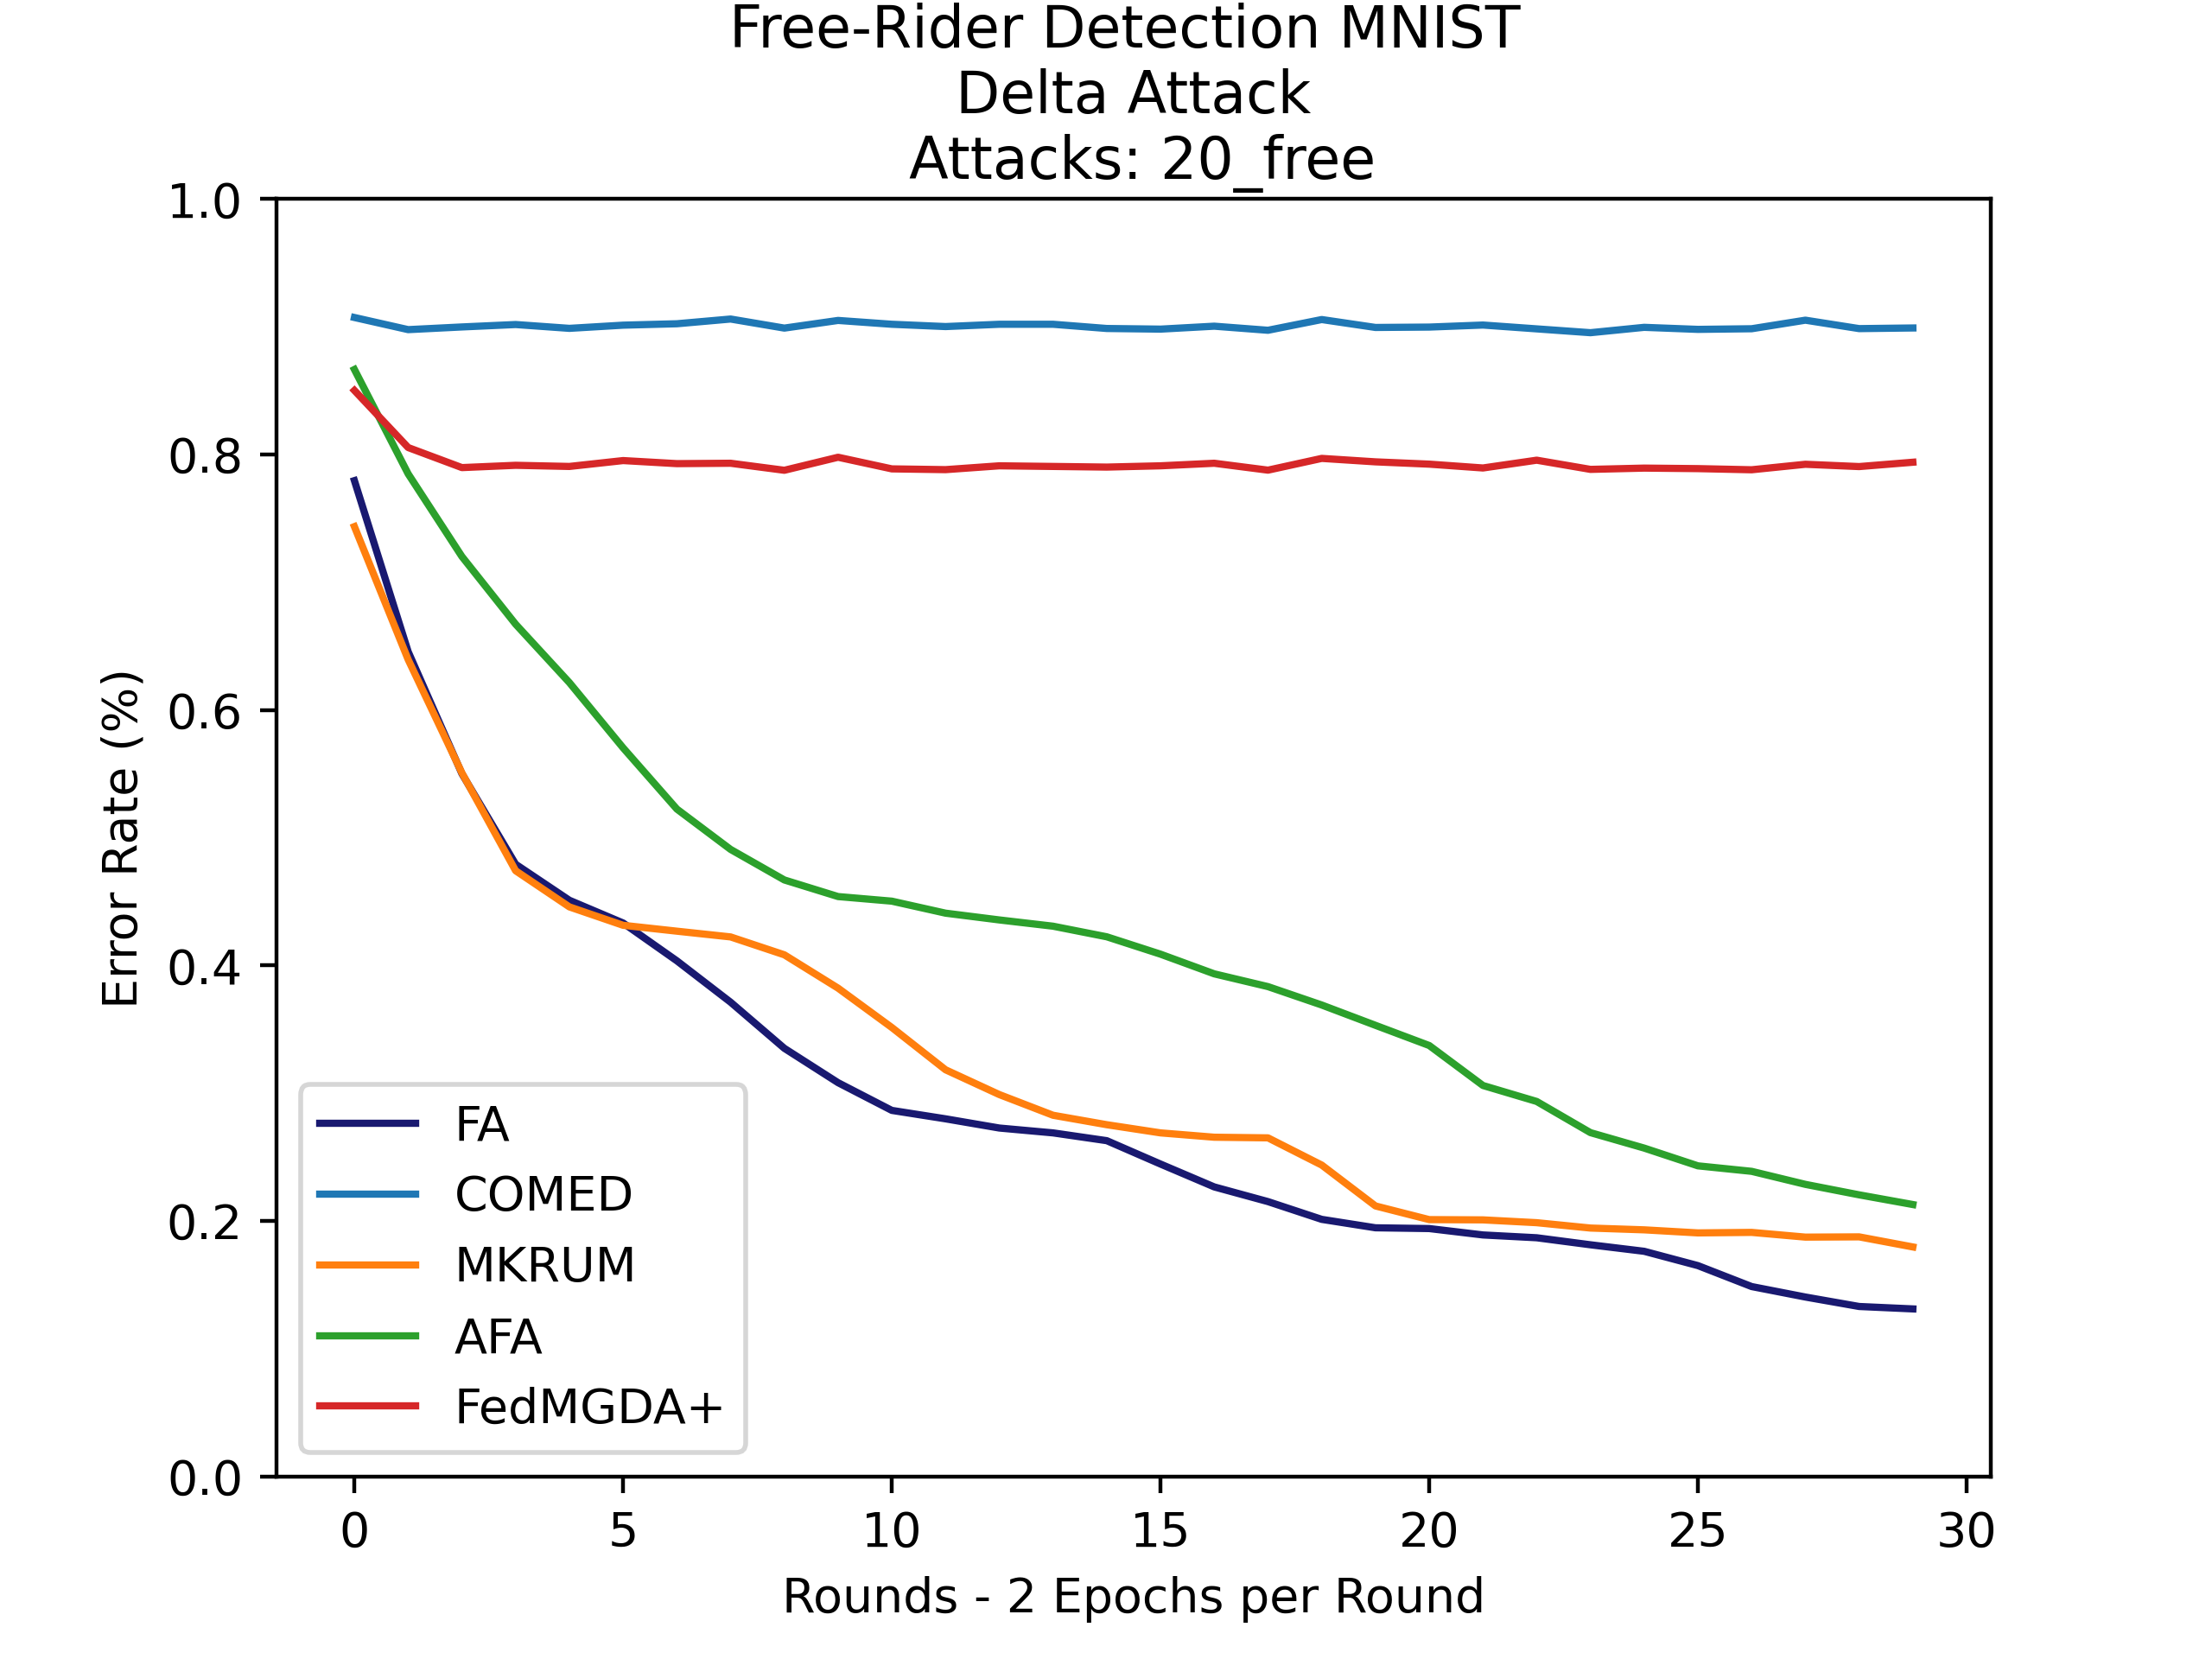 Free-Rider Detection MNIST
Delta Attack
Attacks: 20_free
1.0
0.8
0.6
0.4
0.2
0.0
Error Rate (%)
FA
COMED
MKRUM
AFA
FedMGDA+
0 5 10 15 20 25 30
Rounds - 2 Epochs per Round